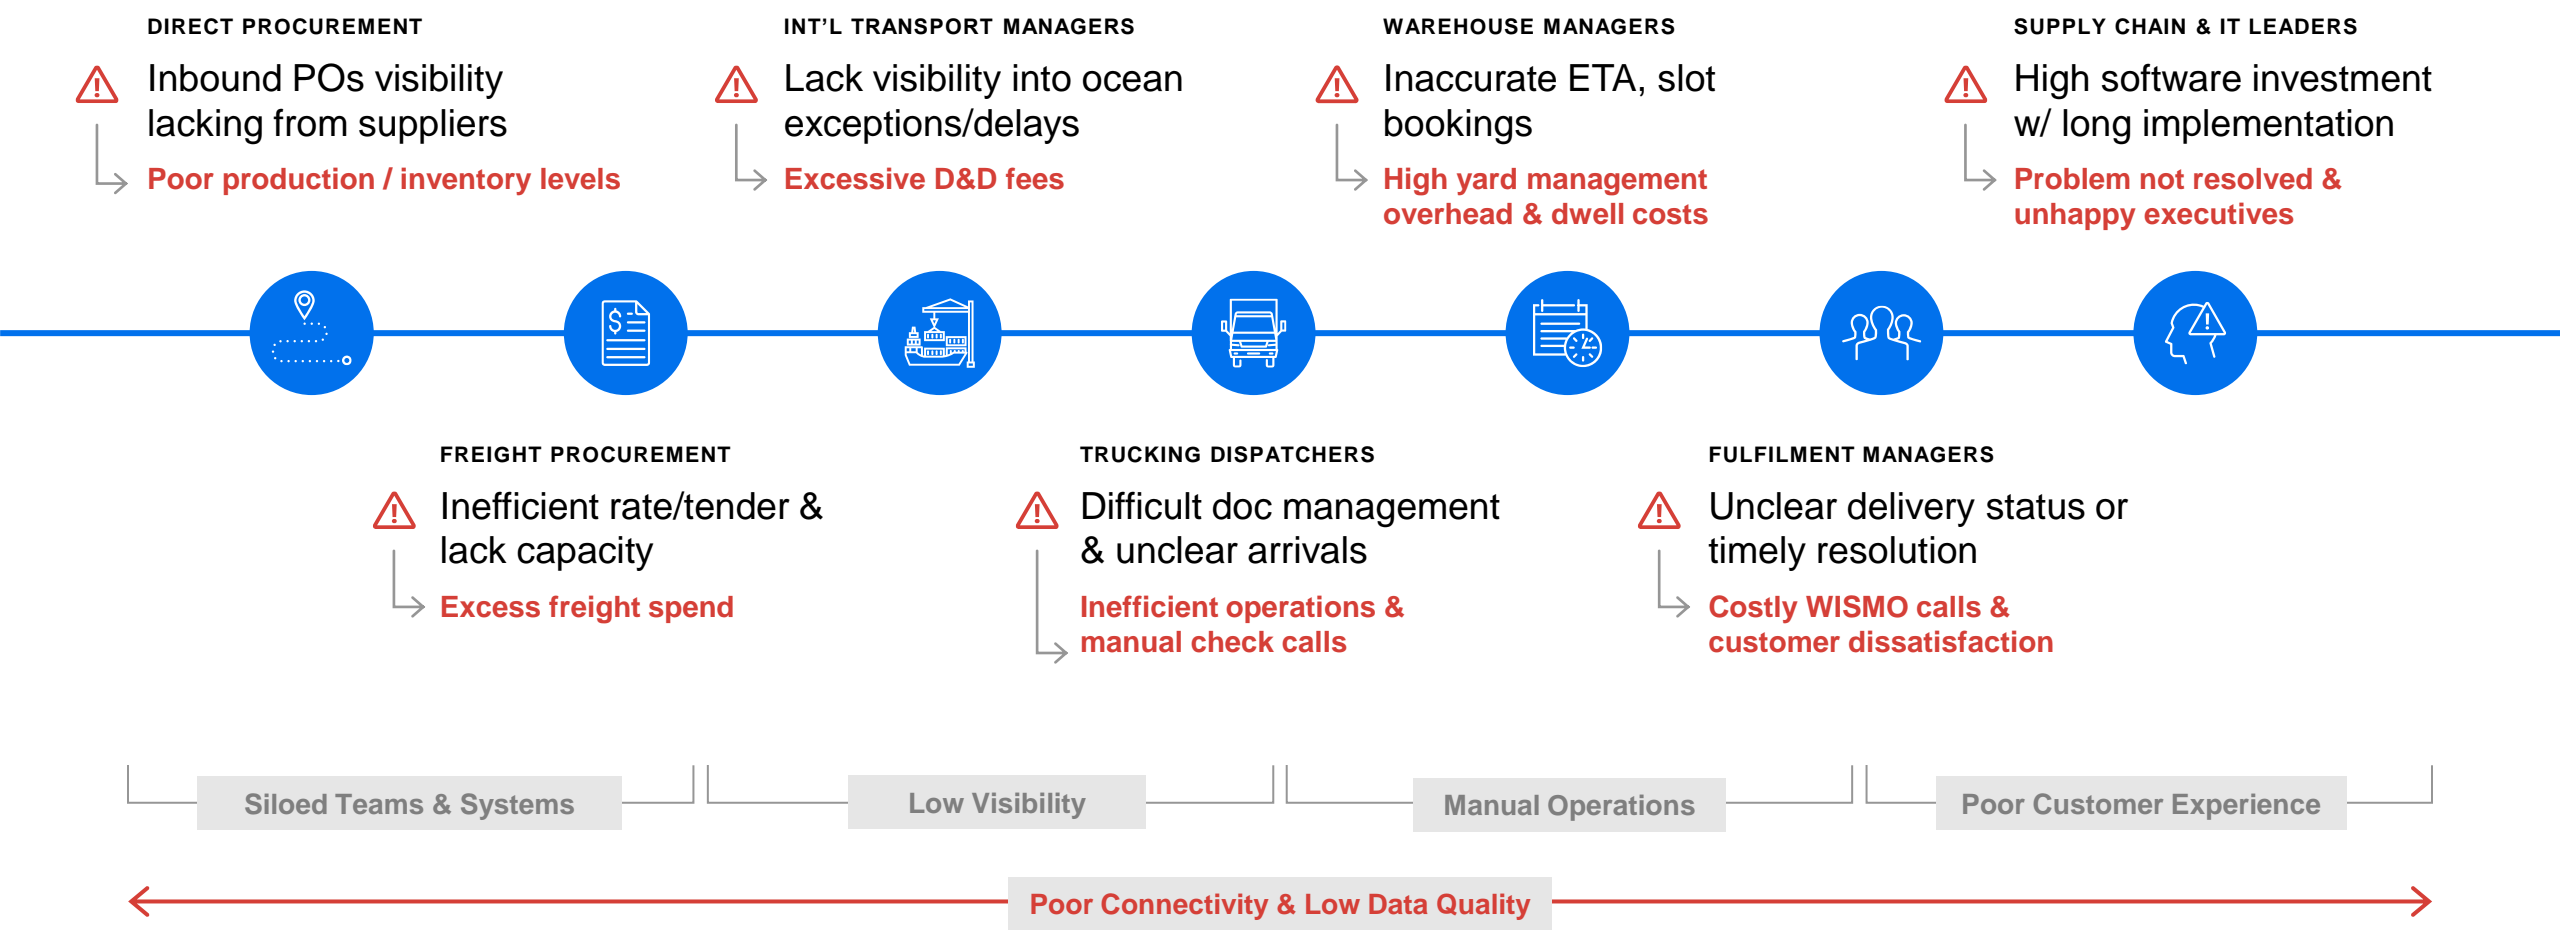 DIRECT PROCUREMENT
Inbound POs visibility
lacking from suppliers
Poor production / inventory levels
INT’L TRANSPORT MANAGERS
Lack visibility into ocean
exceptions/delays
Excessive D&D fees
WAREHOUSE MANAGERS
Inaccurate ETA, slot
bookings
High yard management
overhead & dwell costs
SUPPLY CHAIN & IT LEADERS
High software investment
w/ long implementation
Problem not resolved &
unhappy executives
FREIGHT PROCUREMENT
Inefficient rate/tender &
lack capacity
Excess freight spend
TRUCKING DISPATCHERS
Difficult doc management
& unclear arrivals
Inefficient operations &
manual check calls
FULFILMENT MANAGERS
Unclear delivery status or
timely resolution
Costly WISMO calls &
customer dissatisfaction
Siloed Teams & Systems
Low Visibility
Manual Operations
Poor Customer Experience
Poor Connectivity & Low Data Quality